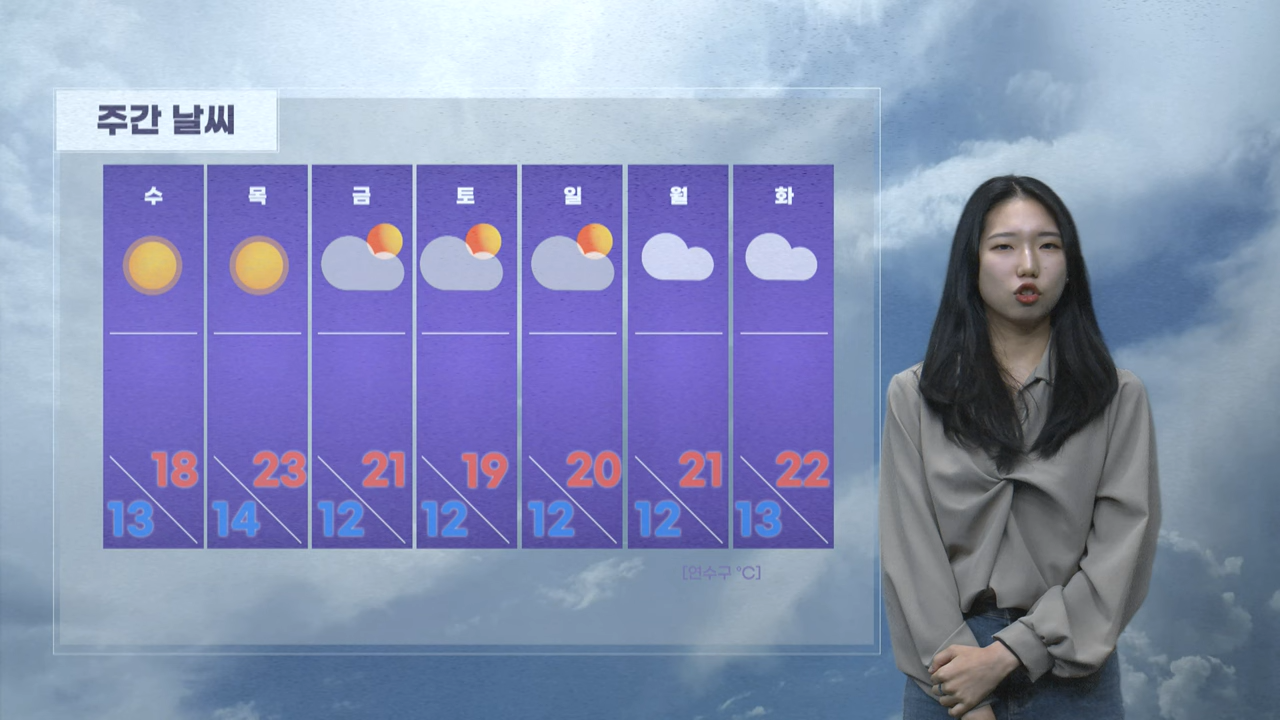 주간 날씨
수 목 금 토 일 월 화
18 23 21 19 20 21 22
13 14 12 12 12 12 13
[연수구 °C]